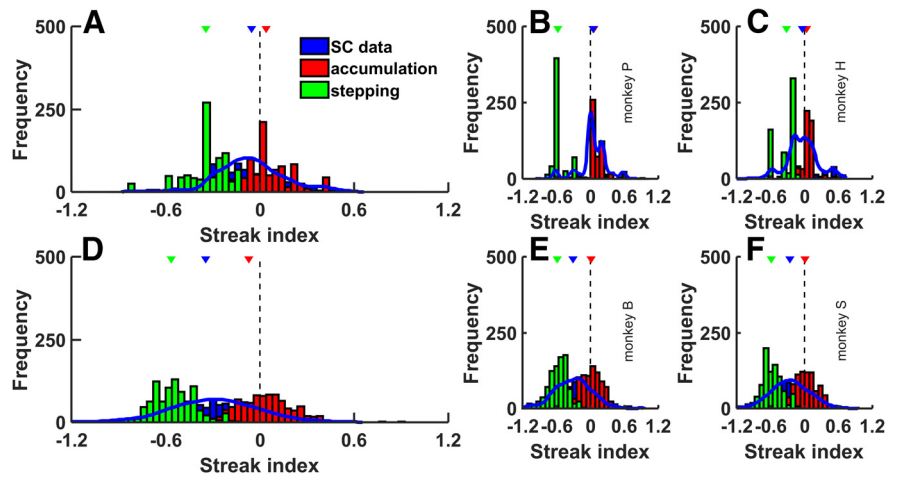 A
500
250
0
Frequency
SC data
accumulation
stepping
-1.2
-0.6
0
0.6
1.2
Streak index
B
500
250
0
Frequency
monkey P
-1.2 -0.6 0 0.6 1.2
Streak index
C
500
250
0
Frequency
monkey H
-1.2 -0.6 0 0.6 1.2
Streak index
D
500
250
0
Frequency
-1.2
-0.6
0
0.6
1.2
Streak index
E
500
250
0
Frequency
monkey B
-1.2 -0.6 0 0.6 1.2
Streak index
F
500
250
0
Frequency
monkey S
-1.2 -0.6 0 0.6 1.2
Streak index